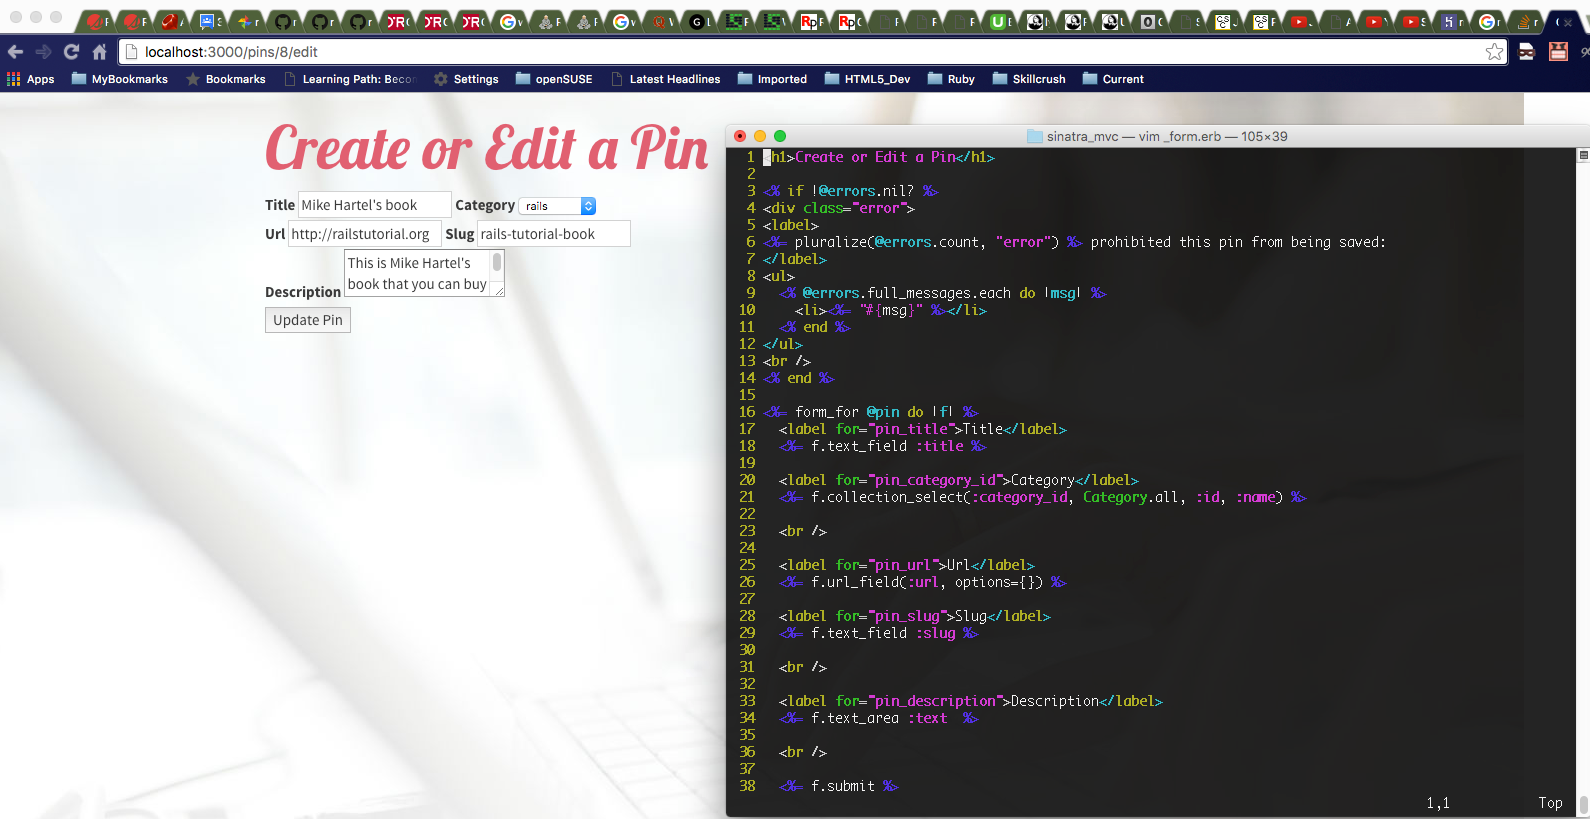 localhost:3000/pins/8/edit
Apps MyBookmarks Bookmarks Learning Path: Becon Settings openSUSE Latest Headlines Imported HTML5_Dev Ruby Skillcrush Current
Create or Edit a Pin
Title Mike Hartel's book Category rails
Url http://railstutorial.org Slug rails-tutorial-book
This is Mike Hartel's
book that you can buy
Description
Update Pin
sinatra_mvc — vim _form.erb — 105×39
1 <h1>Create or Edit a Pin</h1>
2
3 <% if !@errors.nil? %>
4 <div class="error">
5 <label>
6 <%= pluralize(@errors.count, "error") %> prohibited this pin from being saved:
7 </label>
8 <ul>
9   <% @errors.full_messages.each do |msg| %>
10     <li><%= "#{msg}" %></li>
11   <% end %>
12 </ul>
13 <br />
14 <% end %>
15
16 <%= form_for @pin do |f| %>
17   <label for="pin_title">Title</label>
18   <%= f.text_field :title %>
19
20   <label for="pin_category_id">Category</label>
21   <%= f.collection_select(:category_id, Category.all, :id, :name) %>
22
23   <br />
24
25   <label for="pin_url">Url</label>
26   <%= f.url_field(:url, options={}) %>
27
28   <label for="pin_slug">Slug</label>
29   <%= f.text_field :slug %>
30
31   <br />
32
33   <label for="pin_description">Description</label>
34   <%= f.text_area :text  %>
35
36   <br />
37
38   <%= f.submit %>
1,1 Top